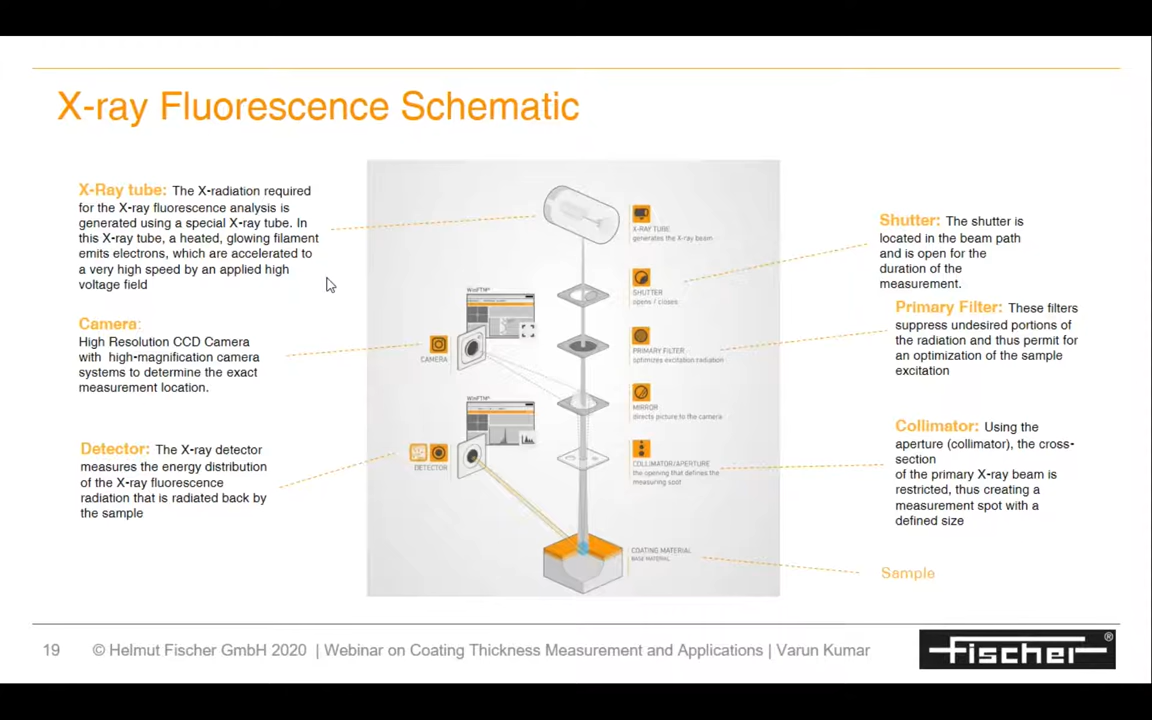 X-ray Fluorescence Schematic
X-Ray tube: The X-radiation required
for the X-ray fluorescence analysis is
generated using a special X-ray tube. In
this X-ray tube, a heated, glowing filament
emits electrons, which are accelerated to
a very high speed by an applied high
voltage field
Camera:
High Resolution CCD Camera
with high-magnification camera
systems to determine the exact
measurement location.
Detector: The X-ray detector
measures the energy distribution
of the X-ray fluorescence
radiation that is radiated back by
the sample
WinFTM®
CAMERA
WinFTM®
DETECTOR
X-RAY TUBE
generates the X-ray beam
SHUTTER
opens / closes
PRIMARY FILTER
optimizes excitation radiation
MIRROR
directs picture to the camera
COLLIMATOR/APERTURE
the opening that defines the
measuring spot
COATING MATERIAL
BASE MATERIAL
Shutter: The shutter is
located in the beam path
and is open for the
duration of the
measurement.
Primary Filter: These filters
suppress undesired portions of
the radiation and thus permit for
an optimization of the sample
excitation
Collimator: Using the
aperture (collimator), the cross-
section
of the primary X-ray beam is
restricted, thus creating a
measurement spot with a
defined size
Sample
19 © Helmut Fischer GmbH 2020 | Webinar on Coating Thickness Measurement and Applications | Varun Kumar
fischer®